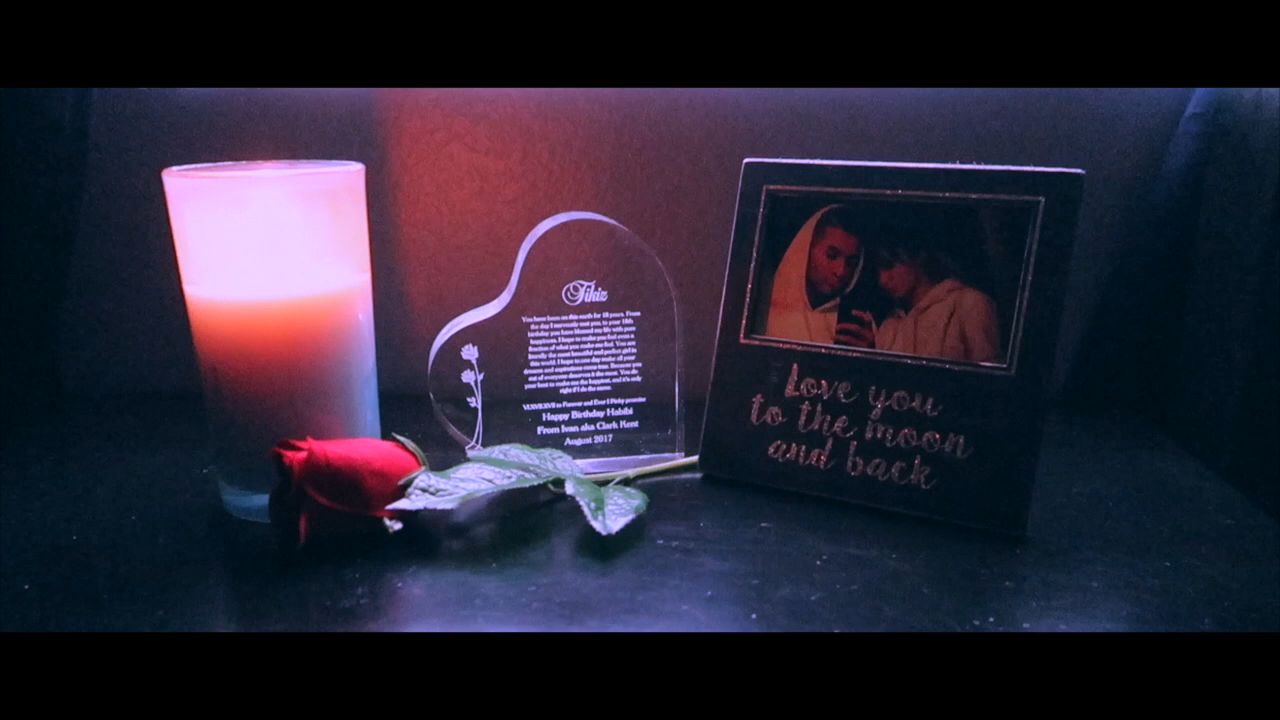 Tikiz
You have been on this earth for 18 years. From
the day I nervously met you, to your 18th
birthday you have blessed my life with pure
happiness. I hope to make you feel even a
fraction of what you make me feel. You are
literally the most beautiful and perfect girl in
this world. I hope to one day make all your
dreams and aspirations come true. Because you
out of everyone deserves it the most. You do
your best to make me the happiest, and it's only
right if I do the same.
to Forever and Ever I Pinky promise
Happy Birthday Habibi
From Ivan aka Clark Kent
August 2017
Love you
to the moon
and back